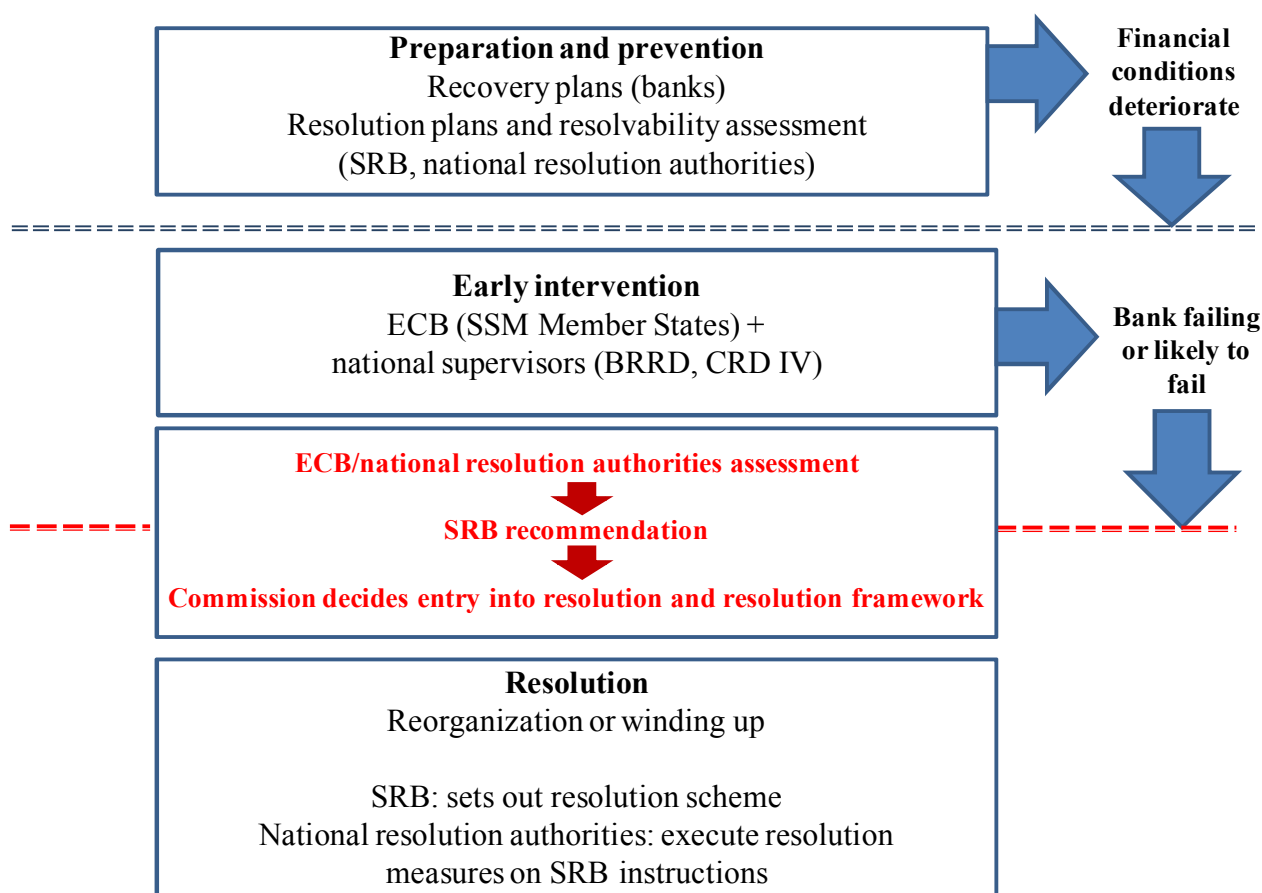 Preparation and prevention
Recovery plans (banks)
Resolution plans and resolvability assessment
(SRB, national resolution authorities)
Financial
conditions
deteriorate
Early intervention
ECB (SSM Member States) +
national supervisors (BRRD, CRD IV)
Bank failing
or likely to
fail
ECB/national resolution authorities assessment
SRB recommendation
Commission decides entry into resolution and resolution framework
Resolution
Reorganization or winding up
SRB: sets out resolution scheme
National resolution authorities: execute resolution
measures on SRB instructions